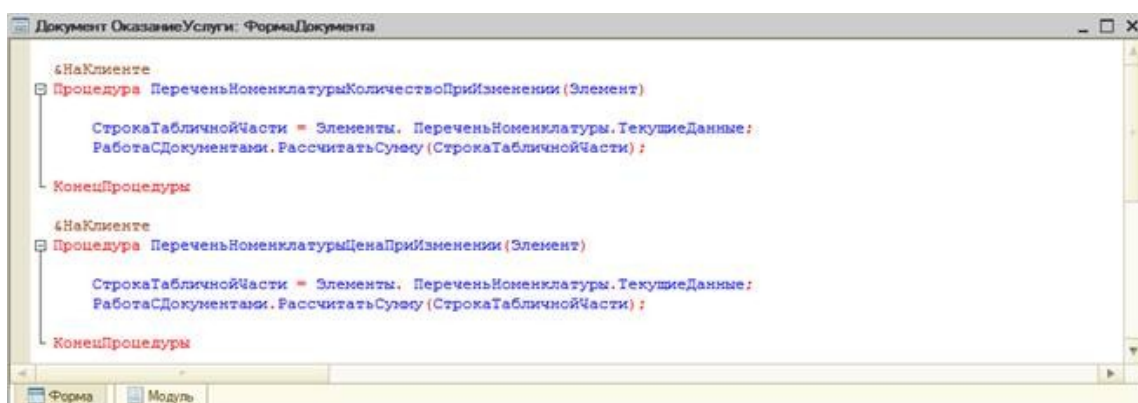 Документ ОказаниеУслуги: ФормаДокумента
&НаКлиенте
Процедура ПереченьНоменклатурыКоличествоПриИзменении(Элемент)
СтрокаТабличнойЧасти = Элементы. ПереченьНоменклатуры.ТекущиеДанные;
РаботаСДокументами.РассчитатьСумму(СтрокаТабличнойЧасти);
КонецПроцедуры
&НаКлиенте
Процедура ПереченьНоменклатурыЦенаПриИзменении(Элемент)
СтрокаТабличнойЧасти = Элементы. ПереченьНоменклатуры.ТекущиеДанные;
РаботаСДокументами.РассчитатьСумму(СтрокаТабличнойЧасти);
КонецПроцедуры
Форма Модуль